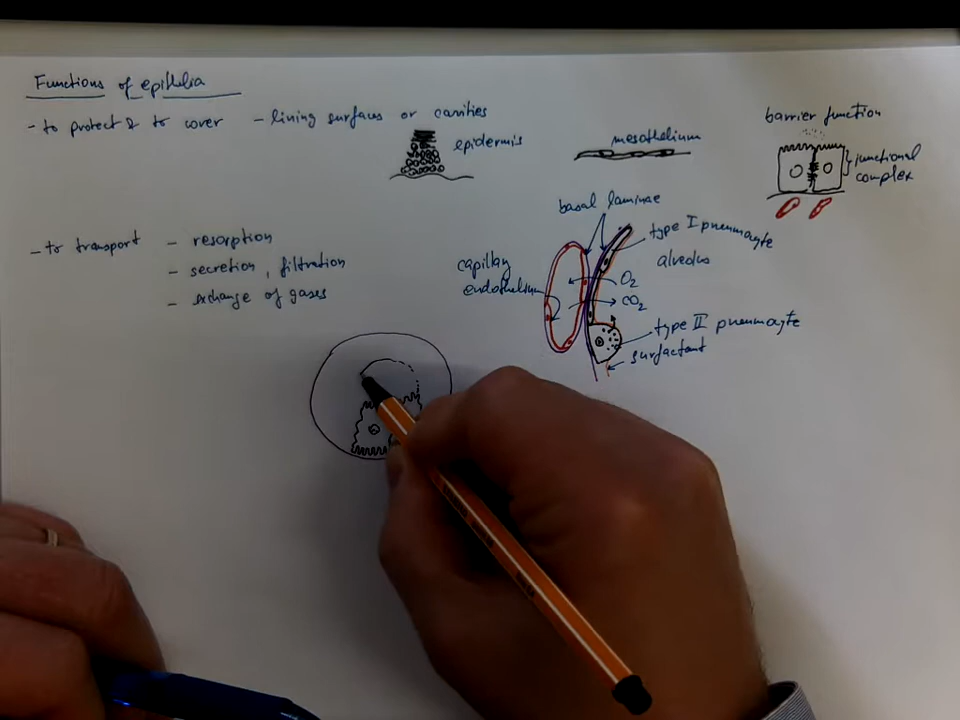 Functions of epithelia
- to protect & to cover - lining surfaces or cavities
epidermis
mesothelium
barrier function
junctional
complex
- to transport - resorption
- secretion, filtration
- exchange of gases
basal laminae
type I pneumocyte
alveolus
capillary
endothelium
O2
CO2
type II pneumocyte
surfactant